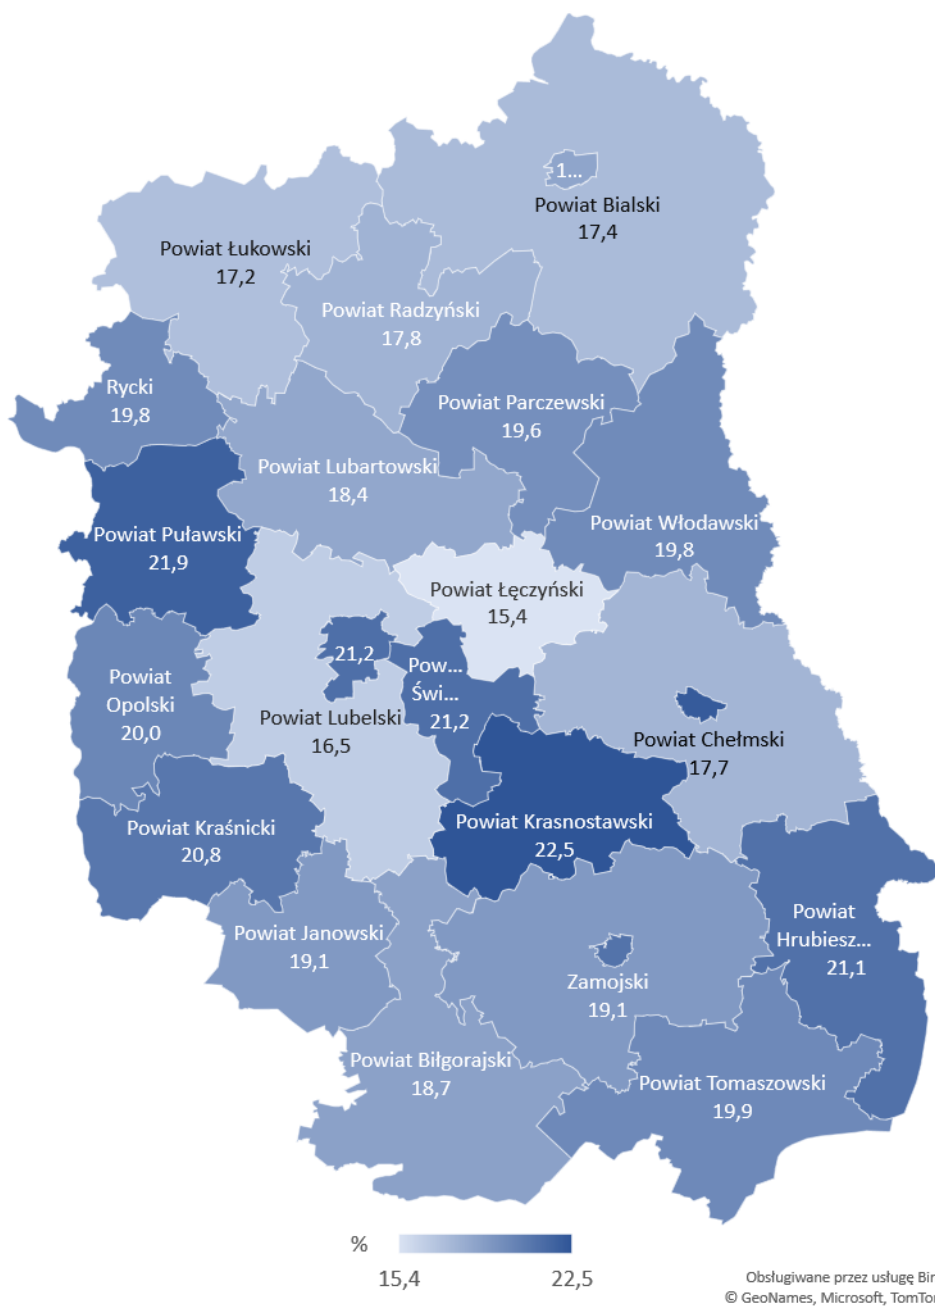 1...
Powiat Bialski
17,4
Powiat Łukowski
17,2
Powiat Radzyński
17,8
Rycki
19,8
Powiat Parczewski
19,6
Powiat Lubartowski
18,4
Powiat Włodawski
19,8
Powiat Puławski
21,9
Powiat Łęczyński
15,4
21,2
Pow...
Świ...
21,2
Powiat
Opolski
20,0
Powiat Lubelski
16,5
Powiat Chełmski
17,7
Powiat Kraśnicki
20,8
Powiat Krasnostawski
22,5
Powiat Janowski
19,1
Powiat
Hrubiesz...
21,1
Zamojski
19,1
Powiat Biłgorajski
18,7
Powiat Tomaszowski
19,9
%
15,4 22,5
Obsługiwane przez usługę Bin
© GeoNames, Microsoft, TomTom